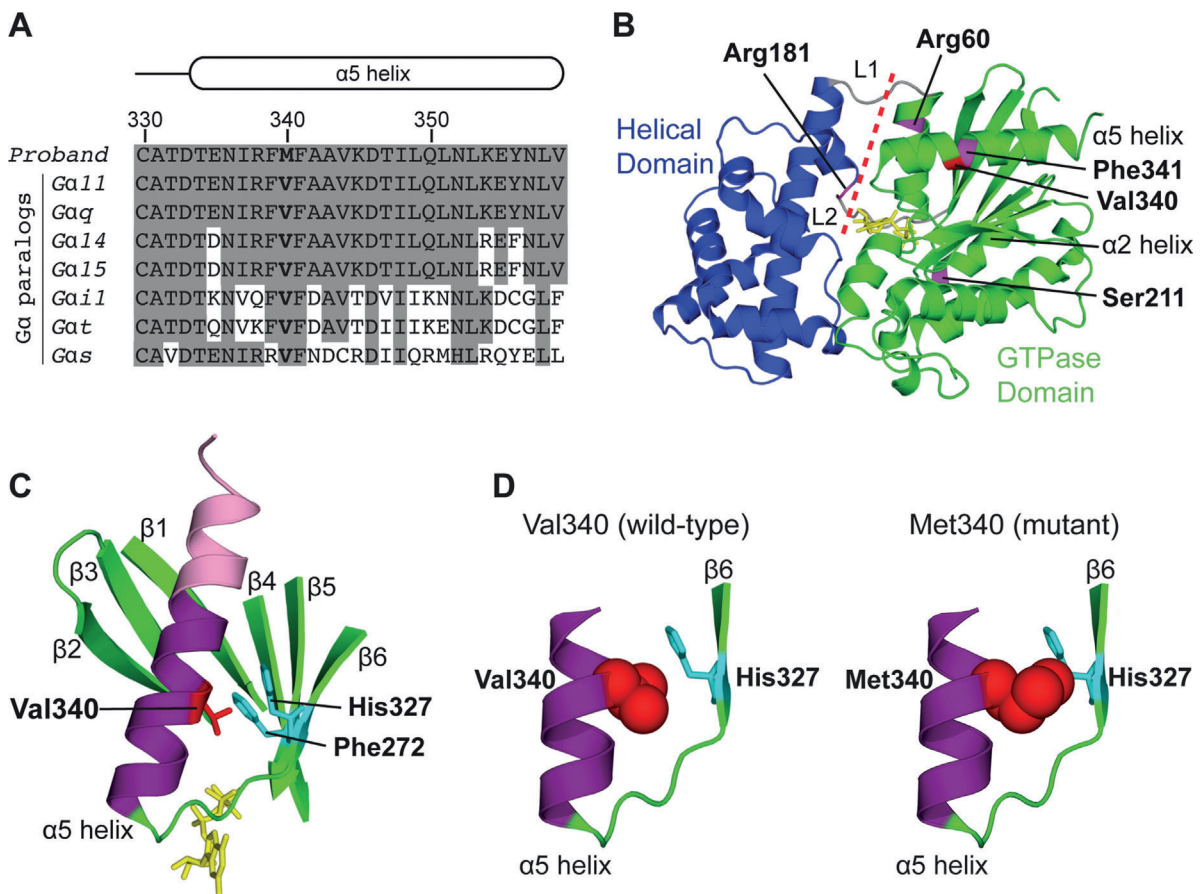 A
α5 helix
330 340 350
Proband CATDTENIRFMFAAVKDTILQLNLKEYNLV
Gα paralogs
Gα11 CATDTENIRFVFAAVKDTILQLNLKEYNLV
Gαq CATDTENIRFVFAAVKDTILQLNLKEYNLV
Gα14 CATDTDNIRFVFAAVKDTILQLNLREFNLV
Gα15 CATDTDNIRFVFAAVKDTILQLNLREFNLV
Gαi1 CATDTKNVQFVFDAVTDVIIKNNLKDCGLF
Gαt CATDTQNVKFVFDAVTDIIIKENLKDCGLF
Gαs CAVDTENIRRVFNDCRDIIQRMHLRQYELL
B
Arg60
Arg181
L1
Helical
Domain
α5 helix
Phe341
Val340
L2
α2 helix
Ser211
GTPase
Domain
C
β1
β3
β4
β5
β2
β6
Val340
His327
Phe272
α5 helix
D
Val340 (wild-type)
β6
Val340
His327
α5 helix
Met340 (mutant)
β6
Met340
His327
α5 helix